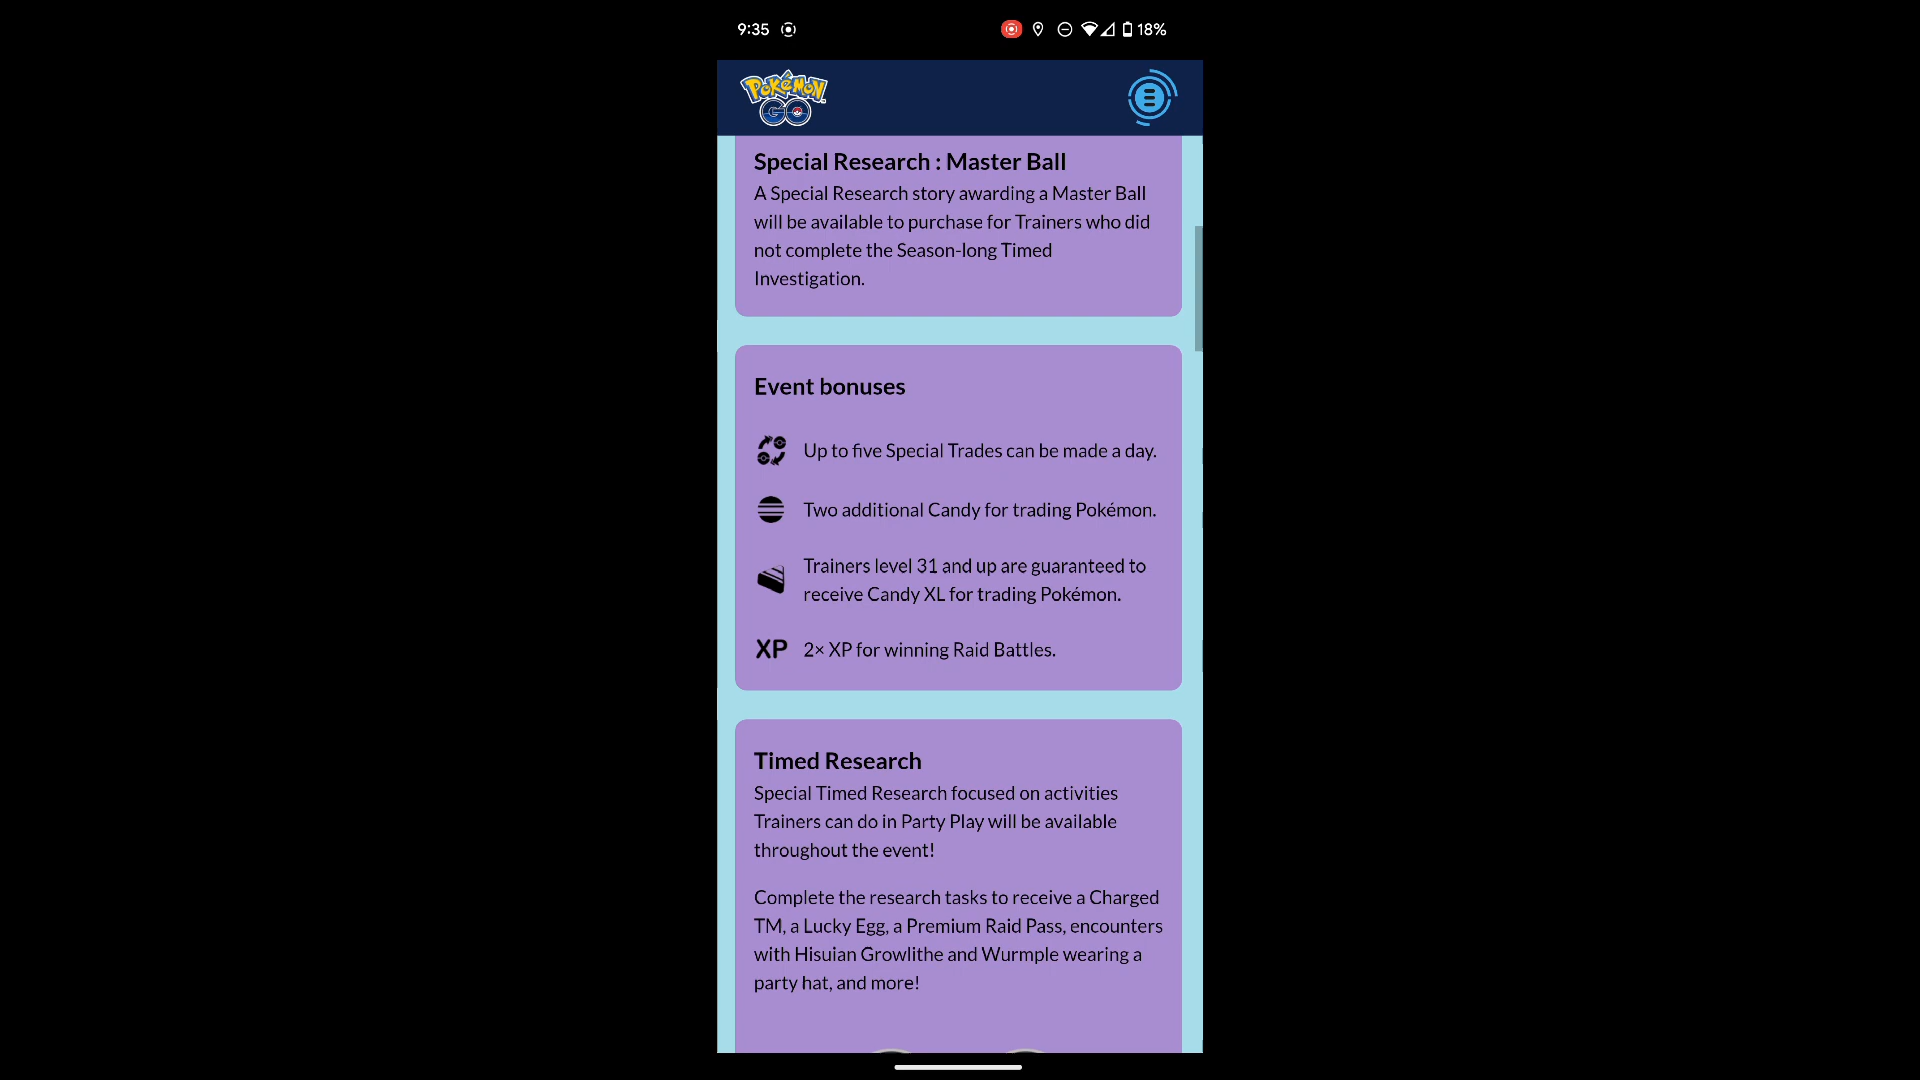 9:35
18%
POKÉMON
GO
Special Research : Master Ball
A Special Research story awarding a Master Ball
will be available to purchase for Trainers who did
not complete the Season-long Timed
Investigation.
Event bonuses
Up to five Special Trades can be made a day.
Two additional Candy for trading Pokémon.
Trainers level 31 and up are guaranteed to
receive Candy XL for trading Pokémon.
XP 2× XP for winning Raid Battles.
Timed Research
Special Timed Research focused on activities
Trainers can do in Party Play will be available
throughout the event!
Complete the research tasks to receive a Charged
TM, a Lucky Egg, a Premium Raid Pass, encounters
with Hisuian Growlithe and Wurmple wearing a
party hat, and more!